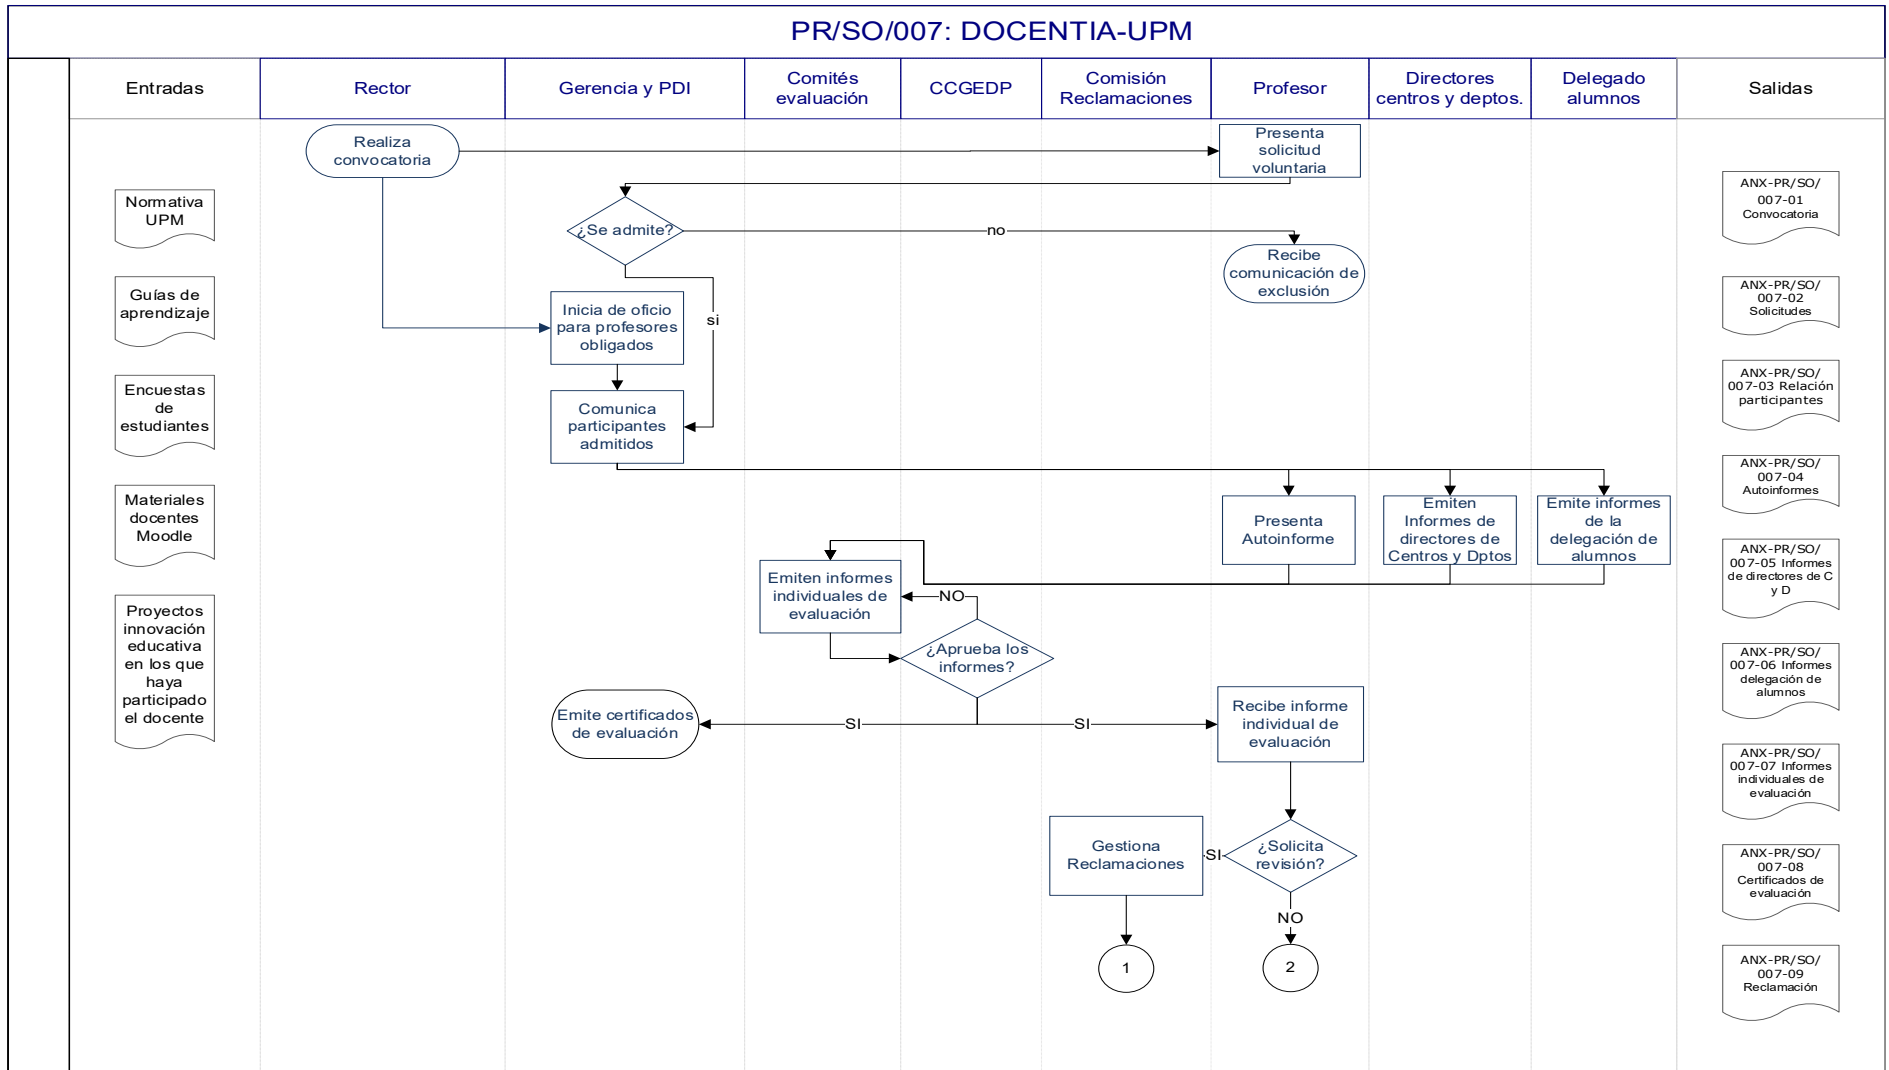 PR/SO/007: DOCENTIA-UPM
Entradas
Rector
Gerencia y PDI
Comités
evaluación
CCGEDP
Comisión
Reclamaciones
Profesor
Directores
centros y deptos.
Delegado
alumnos
Salidas
Realiza
convocatoria
Presenta
solicitud
voluntaria
Normativa
UPM
¿Se admite?
no
Recibe
comunicación de
exclusión
ANX-PR/SO/
007-01
Convocatoria
Guías de
aprendizaje
Inicia de oficio
para profesores
obligados
si
ANX-PR/SO/
007-02
Solicitudes
Encuestas
de
estudiantes
Comunica
participantes
admitidos
ANX-PR/SO/
007-03 Relación
participantes
Materiales
docentes
Moodle
Presenta
Autoinforme
Emiten
Informes de
directores de
Centros y Dptos
Emite informes
de la
delegación de
alumnos
ANX-PR/SO/
007-04
Autoinformes
Emiten informes
individuales de
evaluación
NO
ANX-PR/SO/
007-05 Informes
de directores de C
y D
Proyectos
innovación
educativa
en los que
haya
participado
el docente
¿Aprueba los
informes?
ANX-PR/SO/
007-06 Informes
delegación de
alumnos
Emite certificados
de evaluación
SI
SI
Recibe informe
individual de
evaluación
ANX-PR/SO/
007-07 Informes
individuales de
evaluación
Gestiona
Reclamaciones
SI
¿Solicita
revisión?
ANX-PR/SO/
007-08
Certificados de
evaluación
NO
1
2
ANX-PR/SO/
007-09
Reclamación